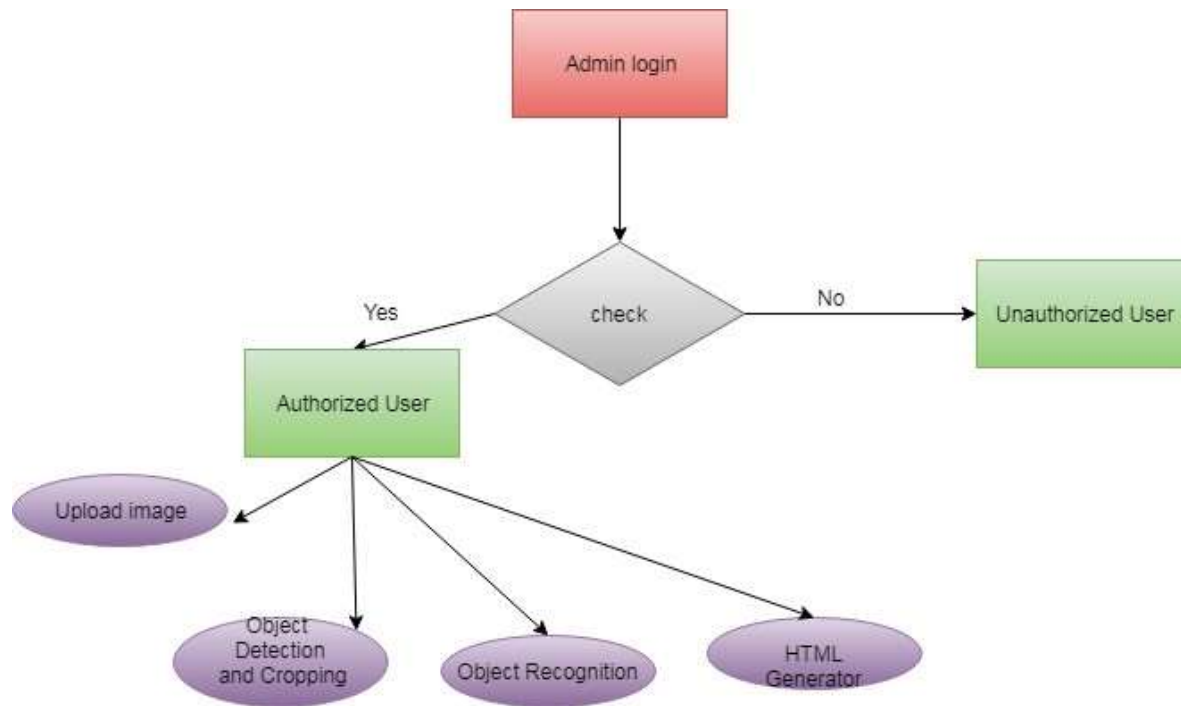 Admin login
check
Yes
No
Unauthorized User
Authorized User
Upload image
Object
Detection
and Cropping
Object Recognition
HTML
Generator